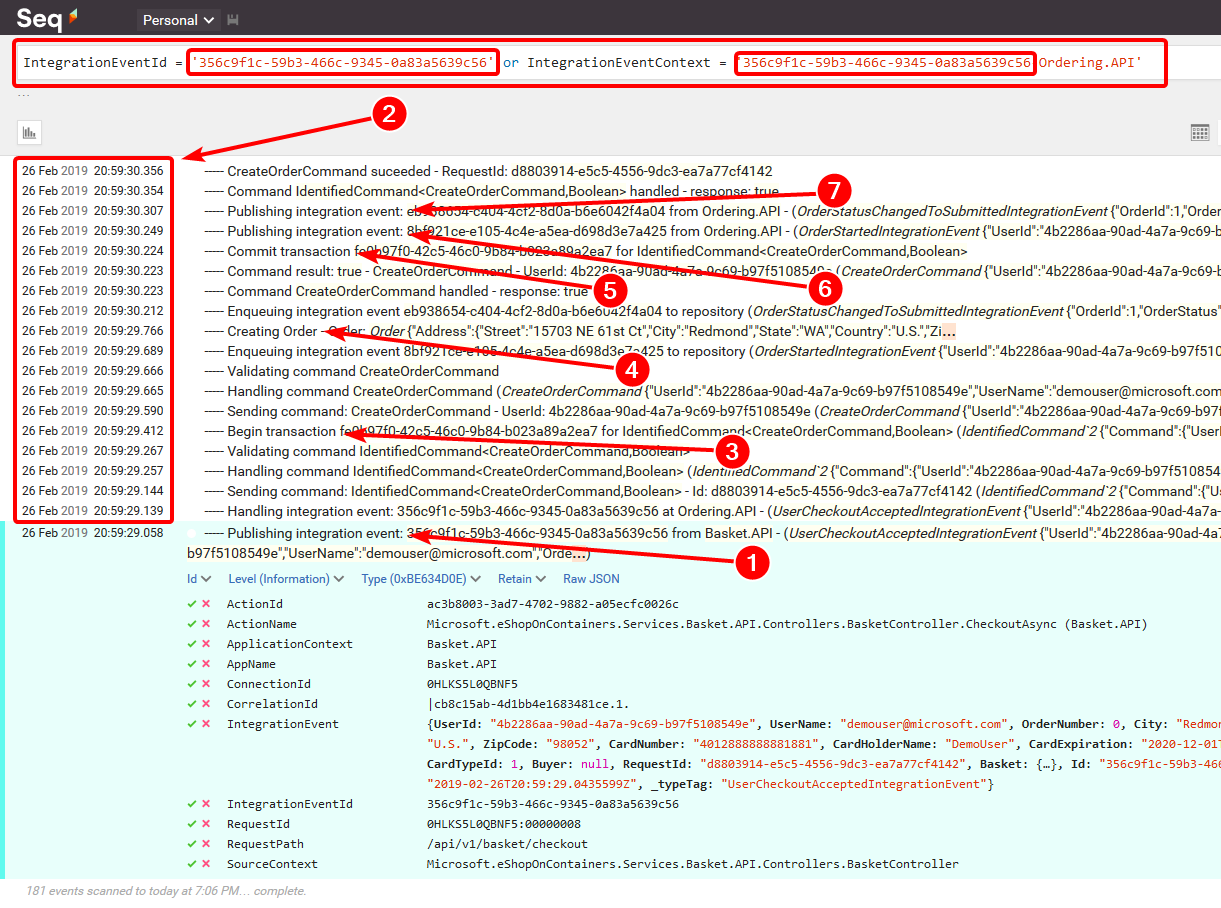 Seq Personal
IntegrationEventId = '356c9f1c-59b3-466c-9345-0a83a5639c56' or IntegrationEventContext = '356c9f1c-59b3-466c-9345-0a83a5639c56 Ordering.API'
...
2
26 Feb 2019 20:59:30.356 ----- CreateOrderCommand suceeded - RequestId: d8803914-e5c5-4556-9dc3-ea7a77cf4142
26 Feb 2019 20:59:30.354 ----- Command IdentifiedCommand<CreateOrderCommand,Boolean> handled - response: true
7
26 Feb 2019 20:59:30.307 ----- Publishing integration event: eb938654-c404-4cf2-8d0a-b6e6042f4a04 from Ordering.API - (OrderStatusChangedToSubmittedIntegrationEvent {"OrderId":1,"Order
26 Feb 2019 20:59:30.249 ----- Publishing integration event: 8bf921ce-e105-4c4e-a5ea-d698d3e7a425 from Ordering.API - (OrderStartedIntegrationEvent {"UserId":"4b2286aa-90ad-4a7
26 Feb 2019 20:59:30.224 ----- Commit transaction fe0b97f0-42c5-46c0-9b84-b023a89a2ea7 for IdentifiedCommand<CreateOrderCommand,Boolean>
26 Feb 2019 20:59:30.223 ----- Command result: true - CreateOrderCommand - UserId: 4b2286aa-90ad-4a7a-9c69-b97f5108549e (CreateOrderCommand {"UserId":"4b2286aa-90ad-4a7a-9c69-b
26 Feb 2019 20:59:30.223 ----- Command CreateOrderCommand handled - response: true
5
6
26 Feb 2019 20:59:30.212 ----- Enqueuing integration event eb938654-c404-4cf2-8d0a-b6e6042f4a04 to repository (OrderStatusChangedToSubmittedIntegrationEvent {"OrderId":1,"OrderStatus"
26 Feb 2019 20:59:29.766 ----- Creating Order - Order: Order {"Address":{"Street":"15703 NE 61st Ct","City":"Redmond","State":"WA","Country":"U.S.","Zi...
26 Feb 2019 20:59:29.689 ----- Enqueuing integration event 8bf921ce-e105-4c4e-a5ea-d698d3e7a425 to repository (OrderStartedIntegrationEvent {"UserId":"4b2286aa-90ad-4a7a-9c69-b97f510
26 Feb 2019 20:59:29.666 ----- Validating command CreateOrderCommand
4
26 Feb 2019 20:59:29.665 ----- Handling command CreateOrderCommand (CreateOrderCommand {"UserId":"4b2286aa-90ad-4a7a-9c69-b97f5108549e","UserName":"demouser@microsoft.com
26 Feb 2019 20:59:29.590 ----- Sending command: CreateOrderCommand - UserId: 4b2286aa-90ad-4a7a-9c69-b97f5108549e (CreateOrderCommand {"UserId":"4b2286aa-90ad-4a7a-9c69-b97f
26 Feb 2019 20:59:29.412 ----- Begin transaction fe0b97f0-42c5-46c0-9b84-b023a89a2ea7 for IdentifiedCommand<CreateOrderCommand,Boolean> (IdentifiedCommand`2 {"Command":{"UserI
26 Feb 2019 20:59:29.267 ----- Validating command IdentifiedCommand<CreateOrderCommand,Boolean>
3
26 Feb 2019 20:59:29.257 ----- Handling command IdentifiedCommand<CreateOrderCommand,Boolean> (IdentifiedCommand`2 {"Command":{"UserId":"4b2286aa-90ad-4a7a-9c69-b97f5
26 Feb 2019 20:59:29.144 ----- Sending command: IdentifiedCommand<CreateOrderCommand,Boolean> - Id: d8803914-e5c5-4556-9dc3-ea7a77cf4142 (IdentifiedCommand`2 {"Command":{"Us
26 Feb 2019 20:59:29.139 ----- Handling integration event: 356c9f1c-59b3-466c-9345-0a83a5639c56 at Ordering.API - (UserCheckoutAcceptedIntegrationEvent {"UserId":"4b2286aa-90ad-4a
26 Feb 2019 20:59:29.058 ----- Publishing integration event: 356c9f1c-59b3-466c-9345-0a83a5639c56 from Basket.API - (UserCheckoutAcceptedIntegrationEvent {"UserId":"4b2286aa-90ad-4a7a
b97f5108549e","UserName":"demouser@microsoft.com","Orde...)
1
Id Level (Information) Type (0xBE634D0E) Retain Raw JSON
ActionId ac3b8003-3ad7-4702-9882-a05ecfc0026c
ActionName Microsoft.eShopOnContainers.Services.Basket.API.Controllers.BasketController.CheckoutAsync (Basket.API)
ApplicationContext Basket.API
AppName Basket.API
ConnectionId 0HLKS5L0QBNF5
CorrelationId |cb8c15ab-4d1bb4e1683481ce.1.
IntegrationEvent {UserId: "4b2286aa-90ad-4a7a-9c69-b97f5108549e", UserName: "demouser@microsoft.com", OrderNumber: 0, City: "Redmo
"U.S.", ZipCode: "98052", CardNumber: "4012888888881881", CardHolderName: "DemoUser", CardExpiration: "2020-12-01T
CardTypeId: 1, Buyer: null, RequestId: "d8803914-e5c5-4556-9dc3-ea7a77cf4142", Basket: {…}, Id: "356c9f1c-59b3-466
"2019-02-26T20:59:29.0435599Z", _typeTag: "UserCheckoutAcceptedIntegrationEvent"}
IntegrationEventId 356c9f1c-59b3-466c-9345-0a83a5639c56
RequestId 0HLKS5L0QBNF5:00000008
RequestPath /api/v1/basket/checkout
SourceContext Microsoft.eShopOnContainers.Services.Basket.API.Controllers.BasketController
181 events scanned to today at 7:06 PM… complete.